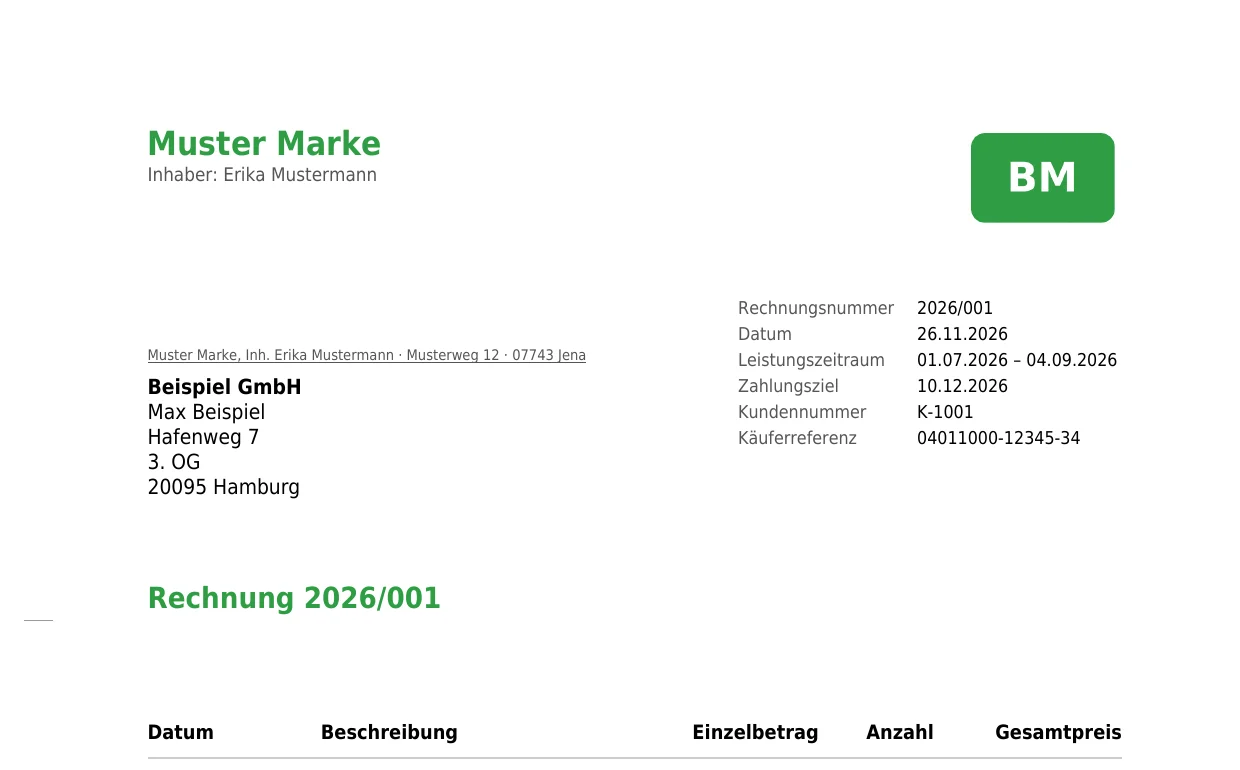 Muster Marke
Inhaber: Erika Mustermann
BM
Rechnungsnummer 2026/001
Datum 26.11.2026
Leistungszeitraum 01.07.2026 – 04.09.2026
Zahlungsziel 10.12.2026
Kundennummer K-1001
Käuferreferenz 04011000-12345-34
Muster Marke, Inh. Erika Mustermann · Musterweg 12 · 07743 Jena
Beispiel GmbH
Max Beispiel
Hafenweg 7
3. OG
20095 Hamburg
Rechnung 2026/001
Datum Beschreibung Einzelbetrag Anzahl Gesamtpreis